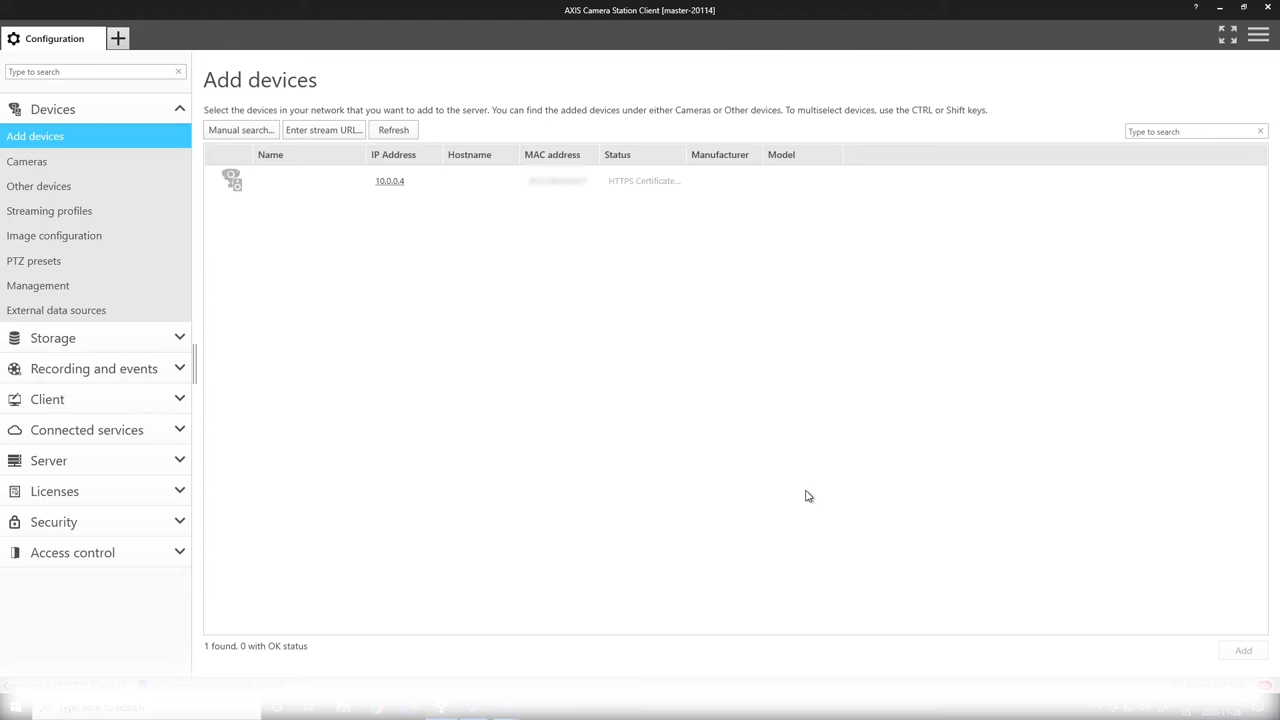 AXIS Camera Station Client [master-20114]
?
Configuration
Type to search
Devices
Add devices
Cameras
Other devices
Streaming profiles
Image configuration
PTZ presets
Management
External data sources
Storage
Recording and events
Client
Connected services
Server
Licenses
Security
Access control
Add devices
Select the devices in your network that you want to add to the server. You can find the added devices under either Cameras or Other devices. To multiselect devices, use the CTRL or Shift keys.
Manual search... Enter stream URL... Refresh
Type to search
Name IP Address Hostname MAC address Status Manufacturer Model
10.0.0.4 HTTPS Certificate...
1 found, 0 with OK status
Add
Type here to search